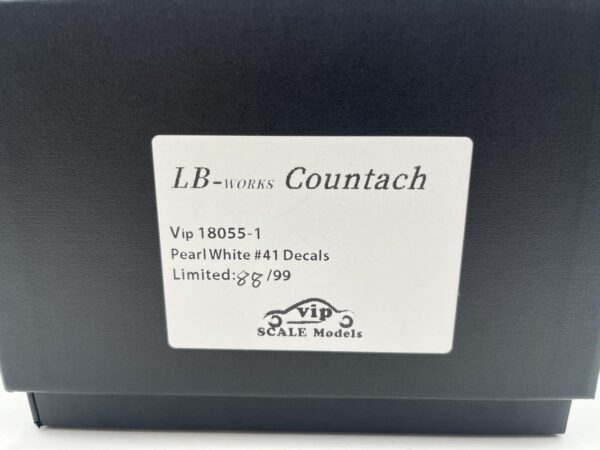 LB-WORKS Countach
Vip 18055-1
Pearl White #41 Decals
Limited:88/99
vip
SCALE Models